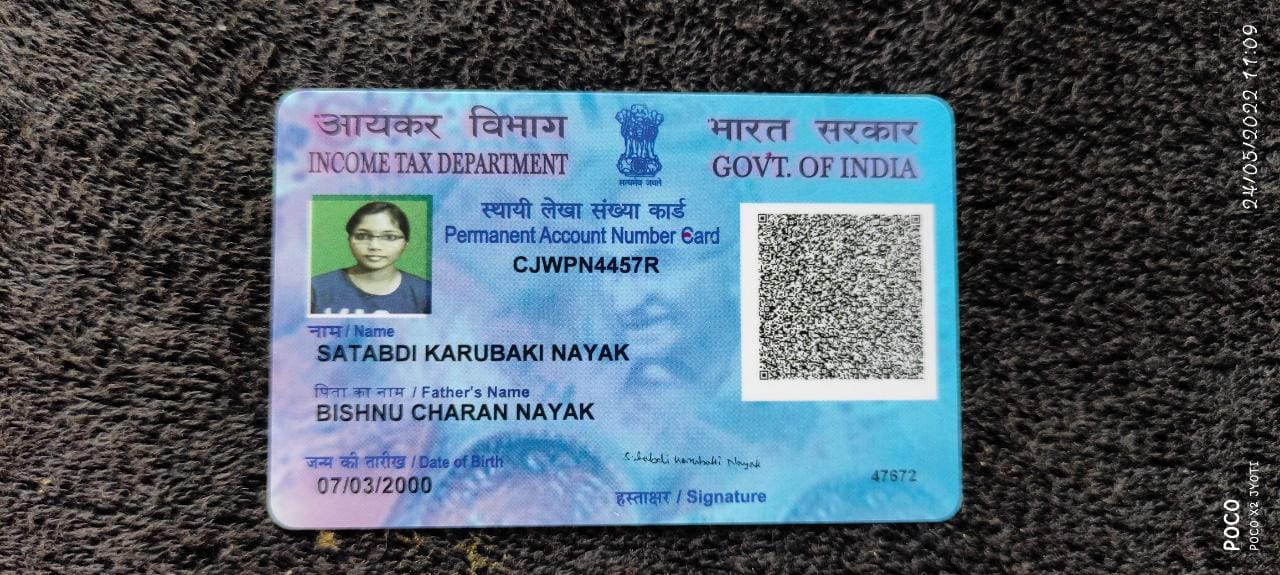 आयकर विभाग
INCOME TAX DEPARTMENT
सत्यमेव जयते
भारत सरकार
GOVT. OF INDIA
स्थायी लेखा संख्या कार्ड
Permanent Account Number Card
CJWPN4457R
नाम / Name
SATABDI KARUBAKI NAYAK
पिता का नाम / Father's Name
BISHNU CHARAN NAYAK
जन्म की तारीख / Date of Birth
07/03/2000
Satabdi Karubaki Nayak
हस्ताक्षर / Signature
47672
24/05/2022 11:09
POCO
POCO X2 JYOTI